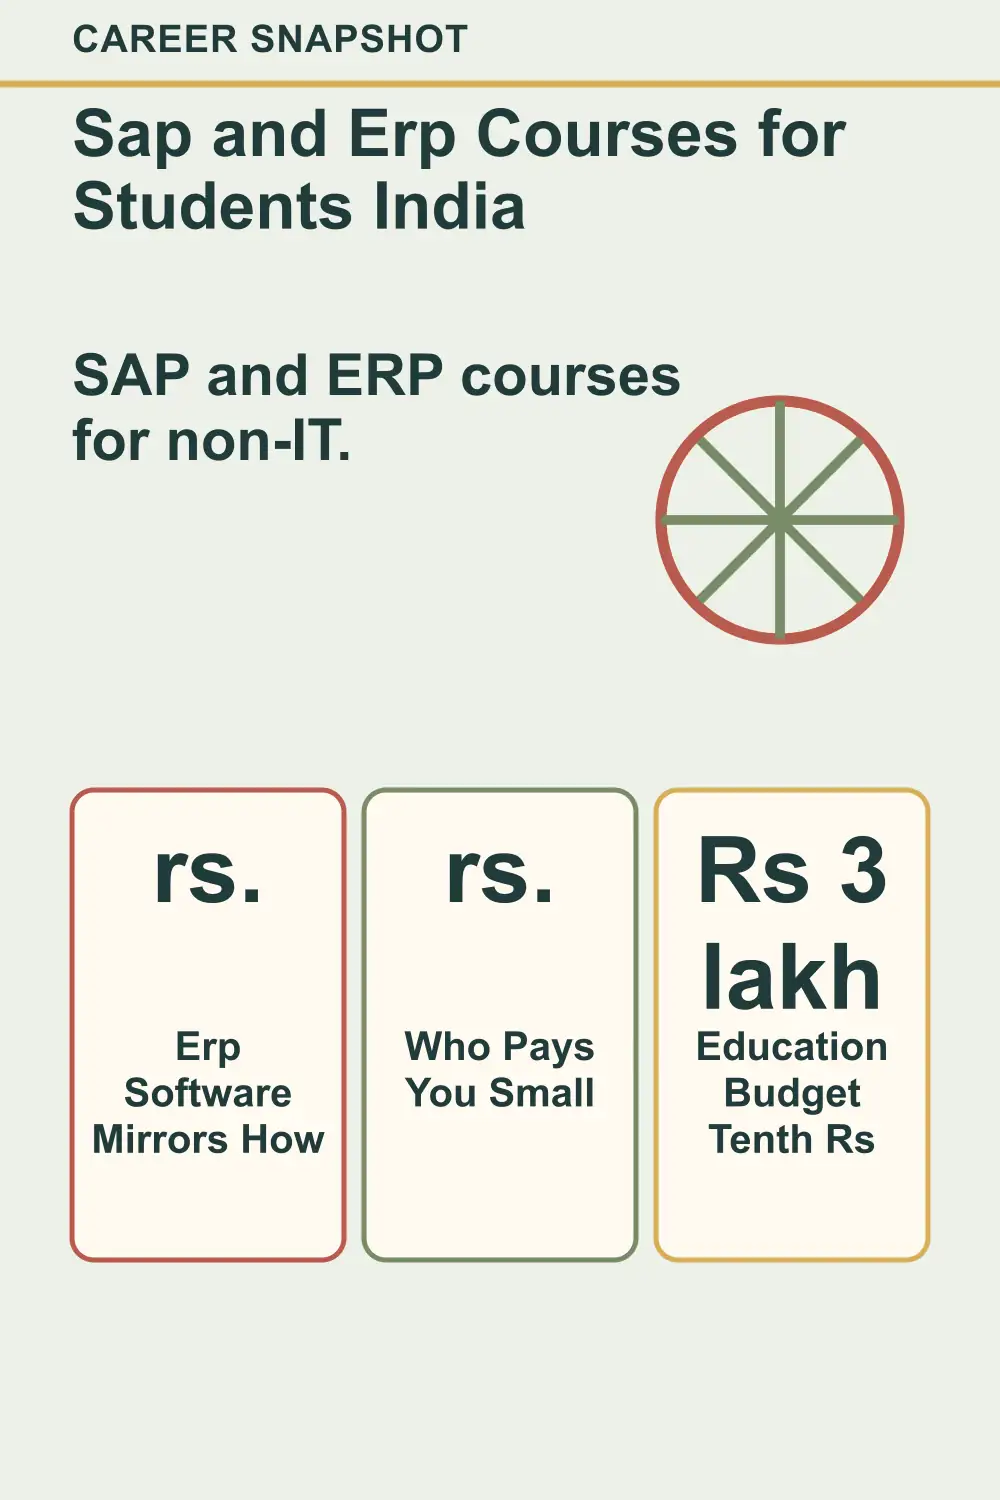 CAREER SNAPSHOT
Sap and Erp Courses for
Students India
SAP and ERP courses
for non-IT.
rs.
Erp
Software
Mirrors How
rs.
Who Pays
You Small
Rs 3
lakh
Education
Budget
Tenth Rs